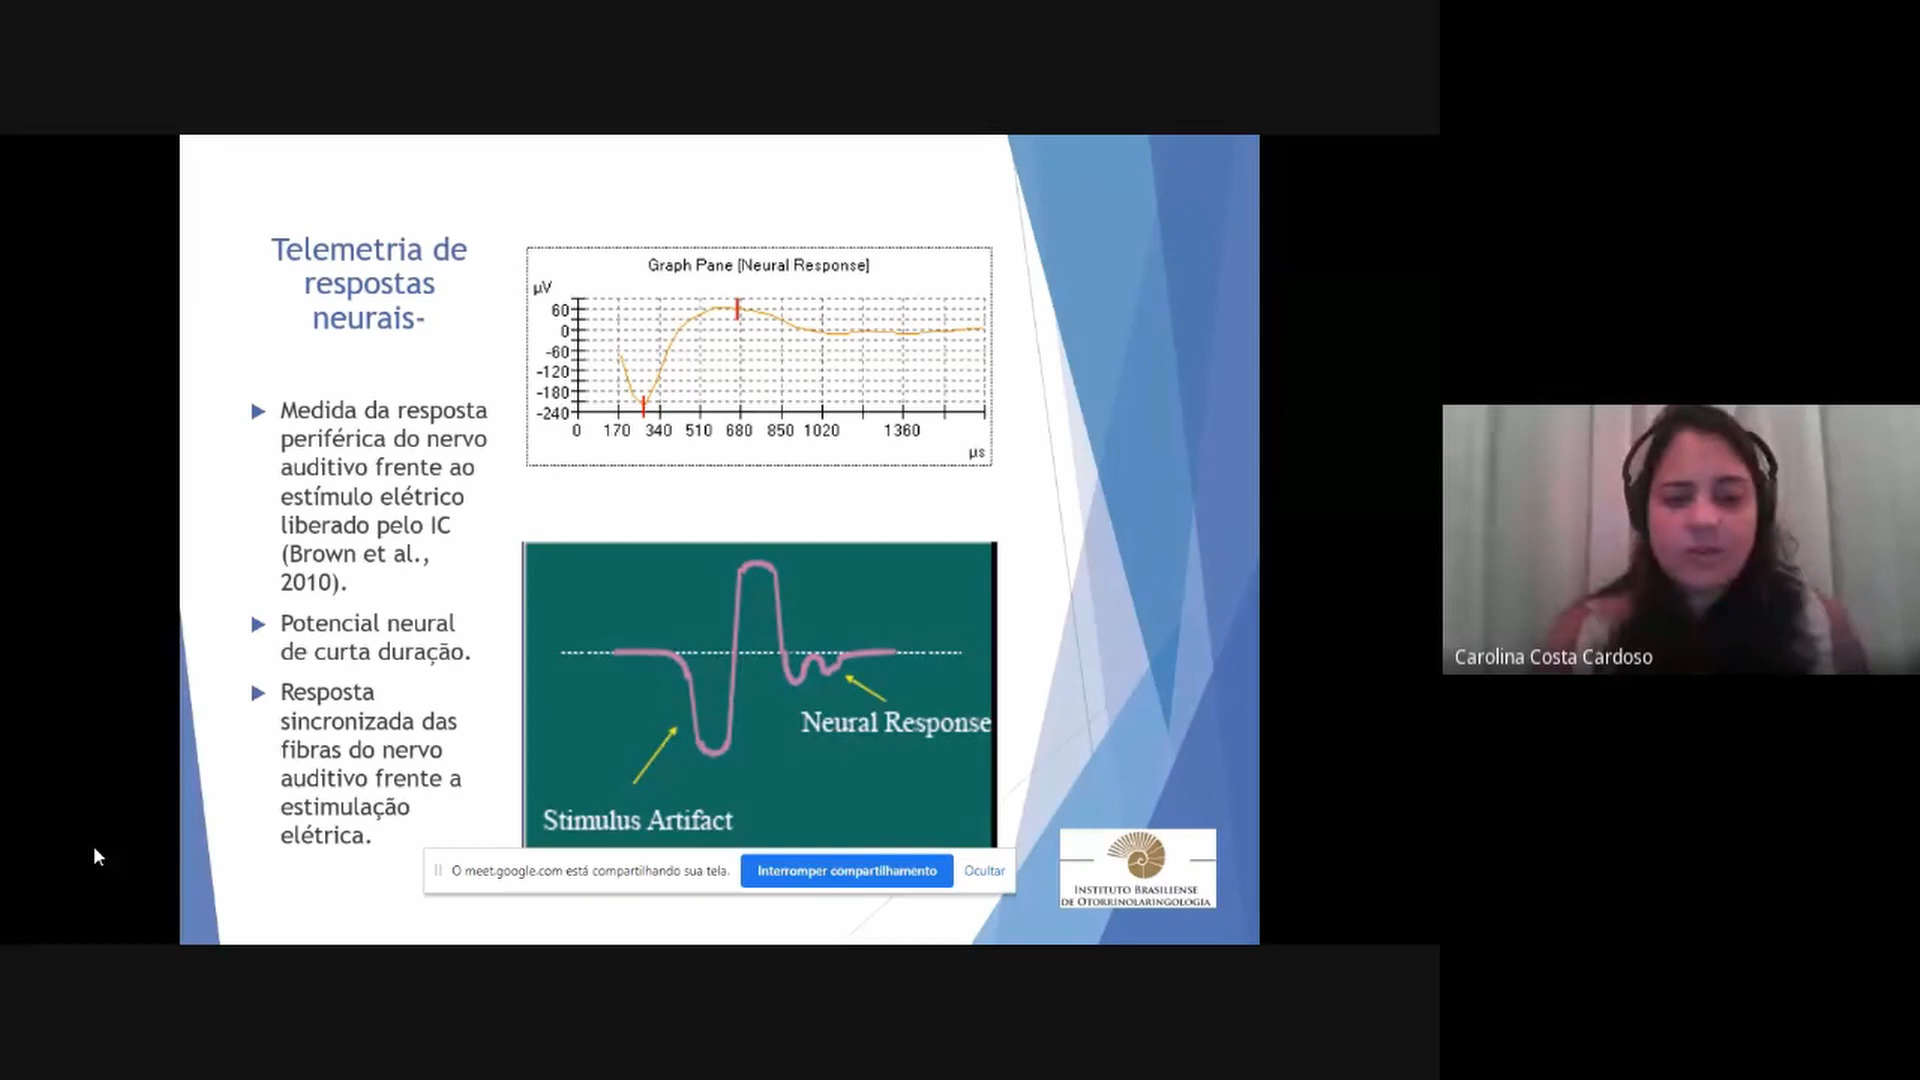 Telemetria de
respostas
neurais-
Medida da resposta
periférica do nervo
auditivo frente ao
estímulo elétrico
liberado pelo IC
(Brown et al.,
2010).
Potencial neural
de curta duração.
Resposta
sincronizada das
fibras do nervo
auditivo frente a
estimulação
elétrica.
Graph Pane [Neural Response]
µV
60
0
-60
-120
-180
-240
0 170 340 510 680 850 1020 1360
µs
Neural Response
Stimulus Artifact
O meet.google.com está compartilhando sua tela. Interromper compartilhamento Ocultar
INSTITUTO BRASILIENSE
DE OTORRINOLARINGOLOGIA
Carolina Costa Cardoso